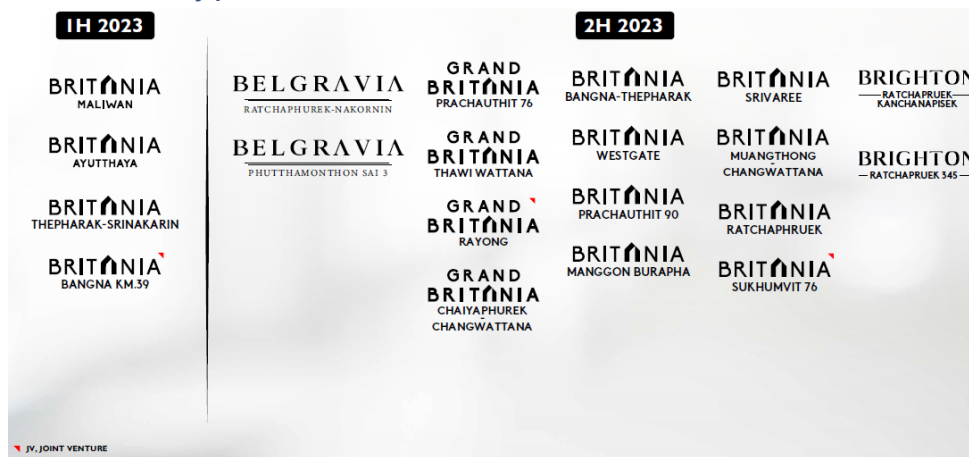 1H 2023
BRITANIA
MALIWAN
BRITANIA
AYUTTHAYA
BRITANIA
THEPHARAK-SRINAKARIN
BRITANIA
BANGNA KM.39
2H 2023
BELGRAVIA
RATCHAPHUREK-NAKORNIN
BELGRAVIA
PHUTTHAMONTHON SAI 3
GRAND
BRITANIA
PRACHAUTHIT 76
GRAND
BRITANIA
THAWI WATTANA
GRAND
BRITANIA
RAYONG
GRAND
BRITANIA
CHAIYAPHUREK
-
CHANGWATTANA
BRITANIA
BANGNA-THEPHARAK
BRITANIA
WESTGATE
BRITANIA
PRACHAUTHIT 90
BRITANIA
MANGGON BURAPHA
BRITANIA
SRIVAREE
BRITANIA
MUANGTHONG
-
CHANGWATTANA
BRITANIA
RATCHAPHRUEK
BRITANIA
SUKHUMVIT 76
BRIGHTON
RATCHAPRUEK
KANCHANAPISEK
BRIGHTON
RATCHAPRUEK 345
JV, JOINT VENTURE